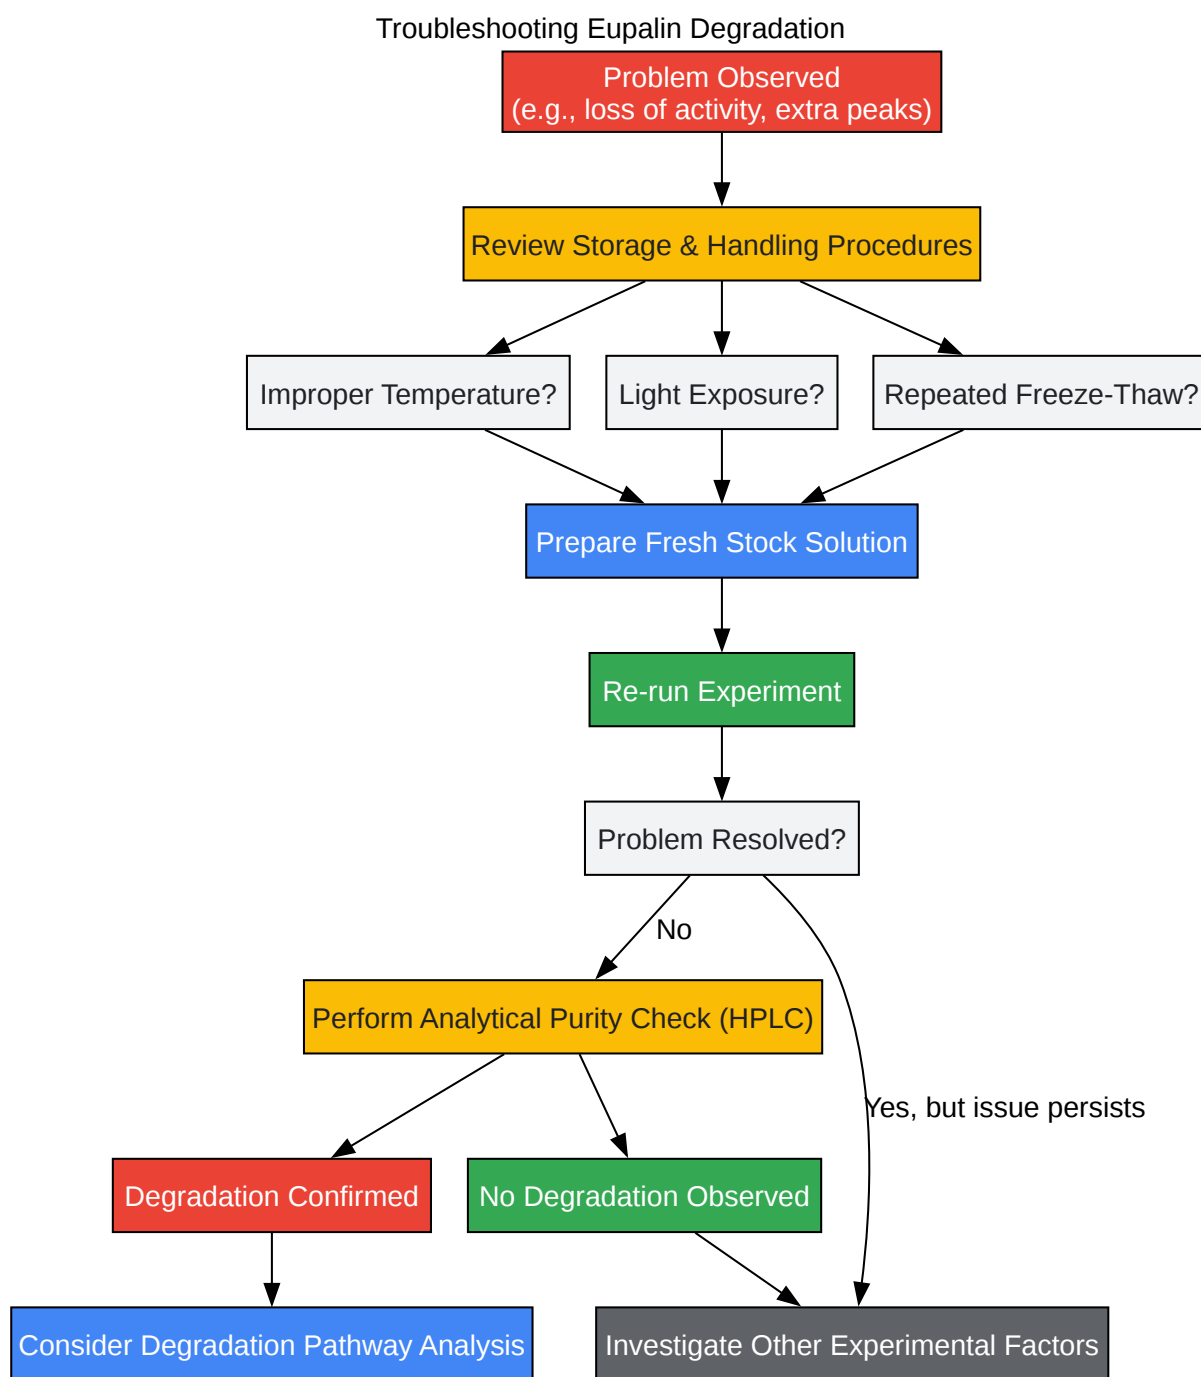 Troubleshooting Eupalin Degradation
Problem Observed
(e.g., loss of activity, extra peaks)
Review Storage & Handling Procedures
Improper Temperature?
Light Exposure?
Repeated Freeze-Thaw?
Prepare Fresh Stock Solution
Re-run Experiment
Problem Resolved?
No
Perform Analytical Purity Check (HPLC)
Yes, but issue persists
Degradation Confirmed
No Degradation Observed
Consider Degradation Pathway Analysis
Investigate Other Experimental Factors